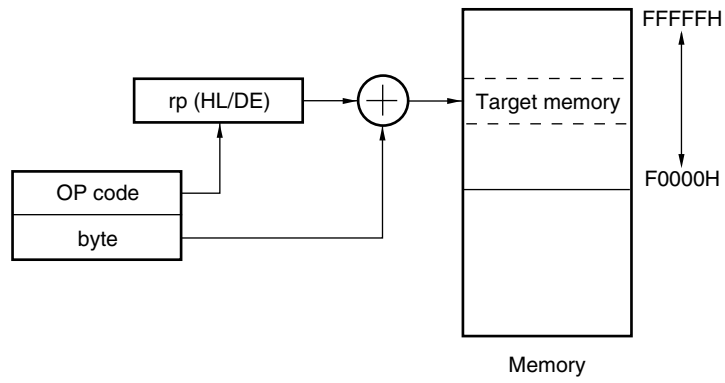 FFFFFH
rp (HL/DE)
Target memory
OP code
F0000H
byte
Memory